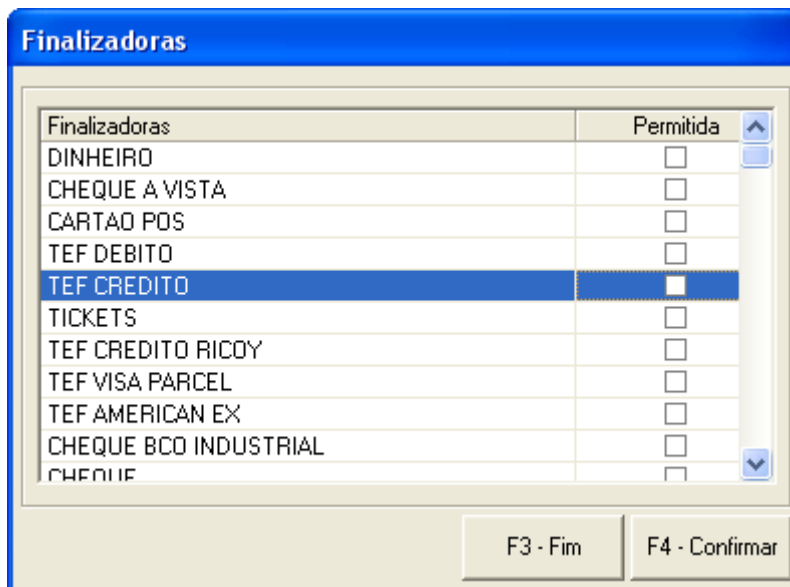 Finalizadoras
Finalizadoras Permitida
DINHEIRO
CHEQUE A VISTA
CARTAO POS
TEF DEBITO
TEF CREDITO
TICKETS
TEF CREDITO RICOY
TEF VISA PARCEL
TEF AMERICAN EX
CHEQUE BCO INDUSTRIAL
CHEQUE
F3 - Fim F4 - Confirmar